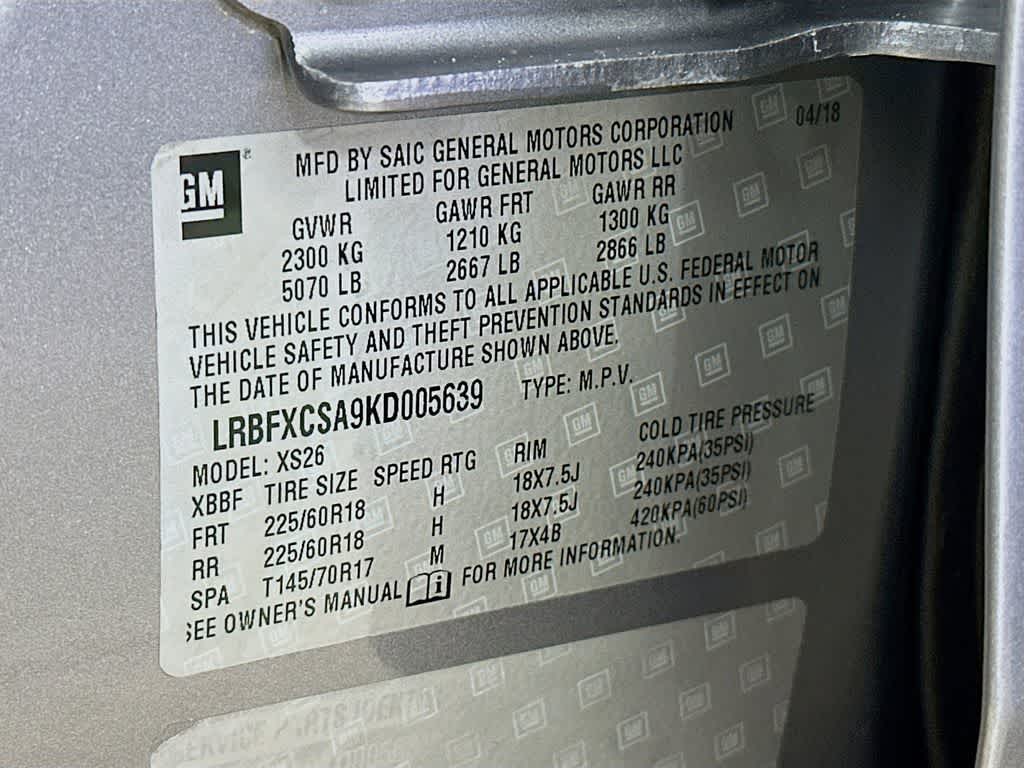 GM
MFD BY SAIC GENERAL MOTORS CORPORATION 04/18
LIMITED FOR GENERAL MOTORS LLC
GVWR GAWR FRT GAWR RR
2300 KG 1210 KG 1300 KG
5070 LB 2667 LB 2866 LB
THIS VEHICLE CONFORMS TO ALL APPLICABLE U.S. FEDERAL MOTOR
VEHICLE SAFETY AND THEFT PREVENTION STANDARDS IN EFFECT ON
THE DATE OF MANUFACTURE SHOWN ABOVE.
LRBFXCSA9KD005639 TYPE: M.P.V.
MODEL: XS26
XBBF TIRE SIZE SPEED RTG RIM COLD TIRE PRESSURE
FRT 225/60R18 H 18X7.5J 240KPA(35PSI)
RR 225/60R18 H 18X7.5J 240KPA(35PSI)
SPA T145/70R17 M 17X4B 420KPA(60PSI)
SEE OWNER'S MANUAL FOR MORE INFORMATION.
SERVICE PARTS